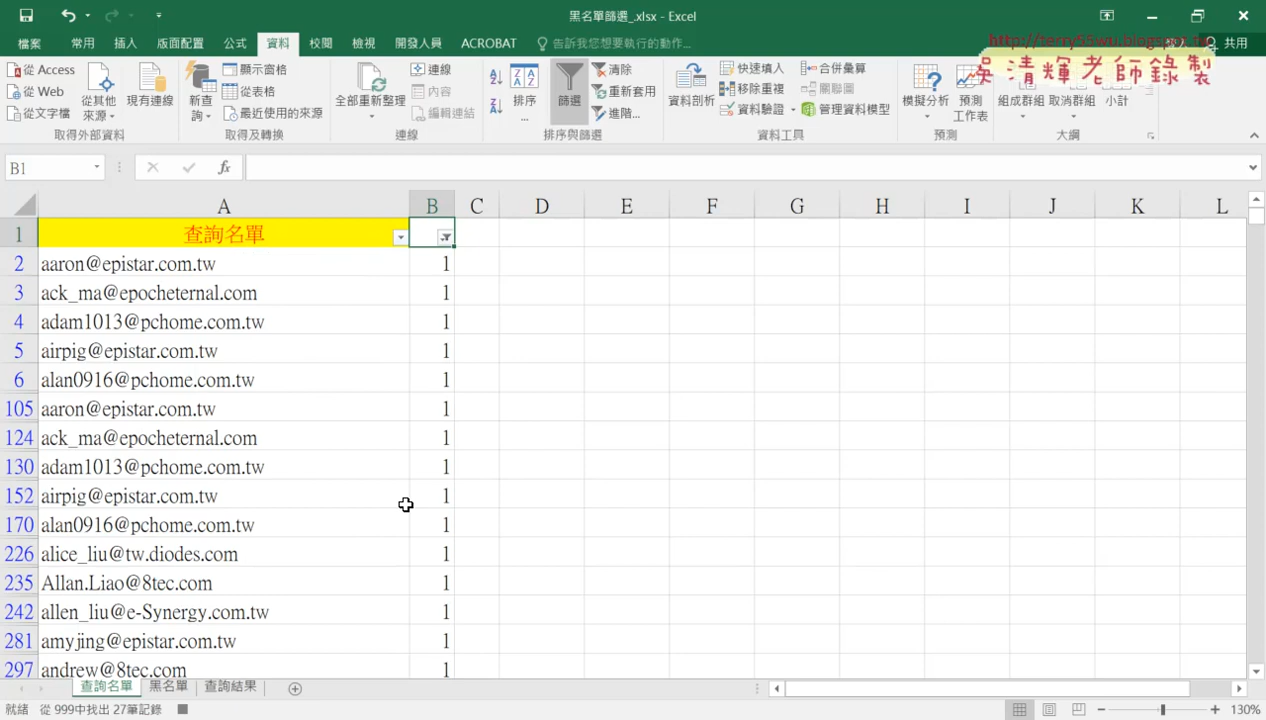 黑名單篩選_.xlsx - Excel
檔案 常用 插入 版面配置 公式 資料 校閱 檢視 開發人員 ACROBAT 告訴我您想要執行的動作... 共用
http://terry55wu.blogspot.tw
吳清輝老師錄製
從 Access
從 Web
從文字檔
從其他來源
現有連線
取得外部資料
新查詢
顯示窗格
從表格
最近使用的來源
取得及轉換
全部重新整理
連線
內容
編輯連結
連線
排序...
篩選
清除
重新套用
進階...
排序與篩選
資料剖析
快速填入
移除重複
資料驗證
合併彙算
關聯圖
管理資料模型
資料工具
模擬分析
預測工作表
預測
組成群組 取消群組 小計
大綱
B1 fx
A B C D E F G H I J K L
1 查詢名單
2 aaron@epistar.com.tw 1
3 ack_ma@epocheternal.com 1
4 adam1013@pchome.com.tw 1
5 airpig@epistar.com.tw 1
6 alan0916@pchome.com.tw 1
105 aaron@epistar.com.tw 1
124 ack_ma@epocheternal.com 1
130 adam1013@pchome.com.tw 1
152 airpig@epistar.com.tw 1
170 alan0916@pchome.com.tw 1
226 alice_liu@tw.diodes.com 1
235 Allan.Liao@8tec.com 1
242 allen_liu@e-Synergy.com.tw 1
281 amyjing@epistar.com.tw 1
297 andrew@8tec.com 1
查詢名單 黑名單 查詢結果
就緒 從 999中找出 27筆記錄 130%